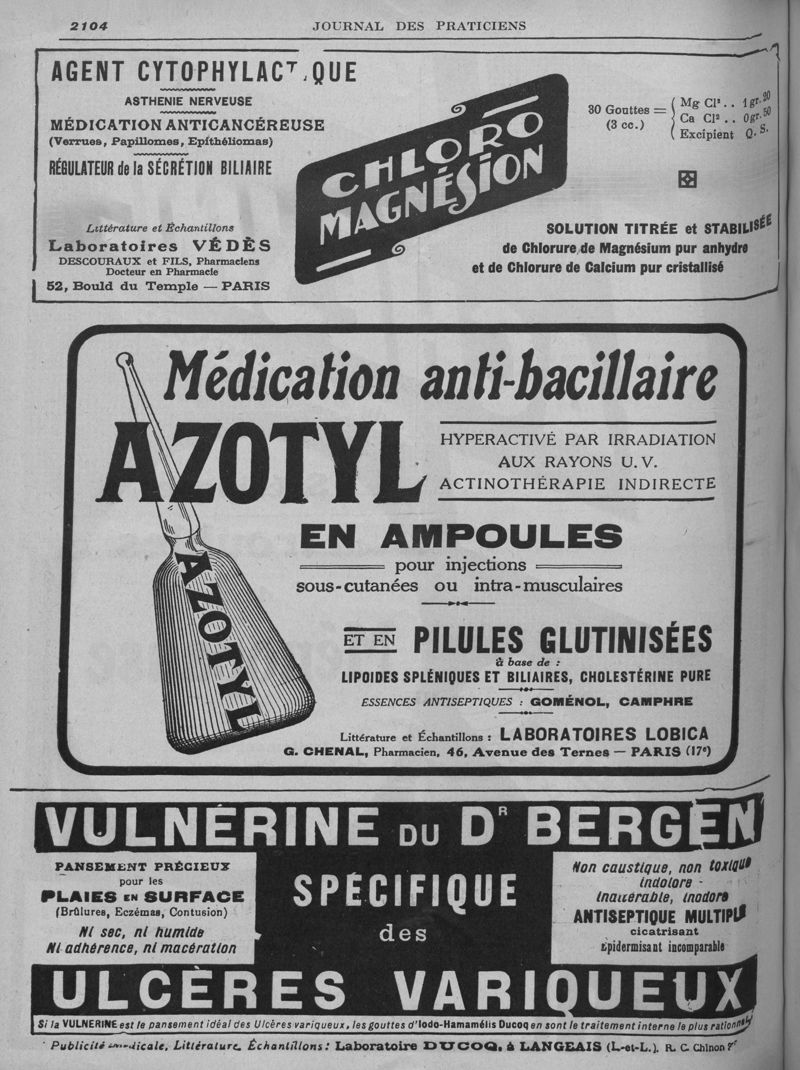 2104 JOURNAL DES PRATICIENS
AGENT CYTOPHYLACT QUE
ASTHENIE NERVEUSE
MÉDICATION ANTICANCÉREUSE
(Verrues, Papillomes, Epithéliomas)
RÉGULATEUR de la SÉCRÉTION BILIAIRE
Littérature et Échantillons
Laboratoires VÉDÈS
DESCOURAUX et FILS, Pharmaciens
Docteur en Pharmacie
52, Bould du Temple — PARIS
CHLORO
MAGNÉSION
30 Gouttes =
(3 cc.)
Mg Cl² . . 1 gr. 20
Ca Cl² . . 0 gr. 50
Excipient Q. S.
SOLUTION TITRÉE et STABILISÉE
de Chlorure de Magnésium pur anhydre
et de Chlorure de Calcium pur cristallisé
Médication anti-bacillaire
AZOTYL
HYPERACTIVÉ PAR IRRADIATION
AUX RAYONS U.V.
ACTINOTHÉRAPIE INDIRECTE
AZOTYL
EN AMPOULES
pour injections
sous-cutanées ou intra-musculaires
ET EN PILULES GLUTINISÉES
à base de :
LIPOIDES SPLÉNIQUES ET BILIAIRES, CHOLESTÉRINE PURE
ESSENCES ANTISEPTIQUES : GOMÉNOL, CAMPHRE
Littérature et Échantillons : LABORATOIRES LOBICA
G. CHENAL, Pharmacien, 46, Avenue des Ternes — PARIS (17e)
VULNÉRINE DU Dr BERGEN
PANSEMENT PRÉCIEUX
pour les
PLAIES EN SURFACE
(Brûlures, Eczémas, Contusion)
Ni sec, ni humide
Ni adhérence, ni macération
SPÉCIFIQUE
des
Non caustique, non toxique
indolore -
inaltérable, inodore
ANTISEPTIQUE MULTIPLE
cicatrisant
épidermisant incomparable
ULCÈRES VARIQUEUX
Si la VULNERINE est le pansement idéal des Ulcères variqueux, les gouttes d'Iodo-Hamamélis Ducoq en sont le traitement interne le plus rationnel
Publicité médicale, Littérature, Échantillons : Laboratoire DUCOQ, à LANGEAIS (I.-et-L.). R. C. Chinon